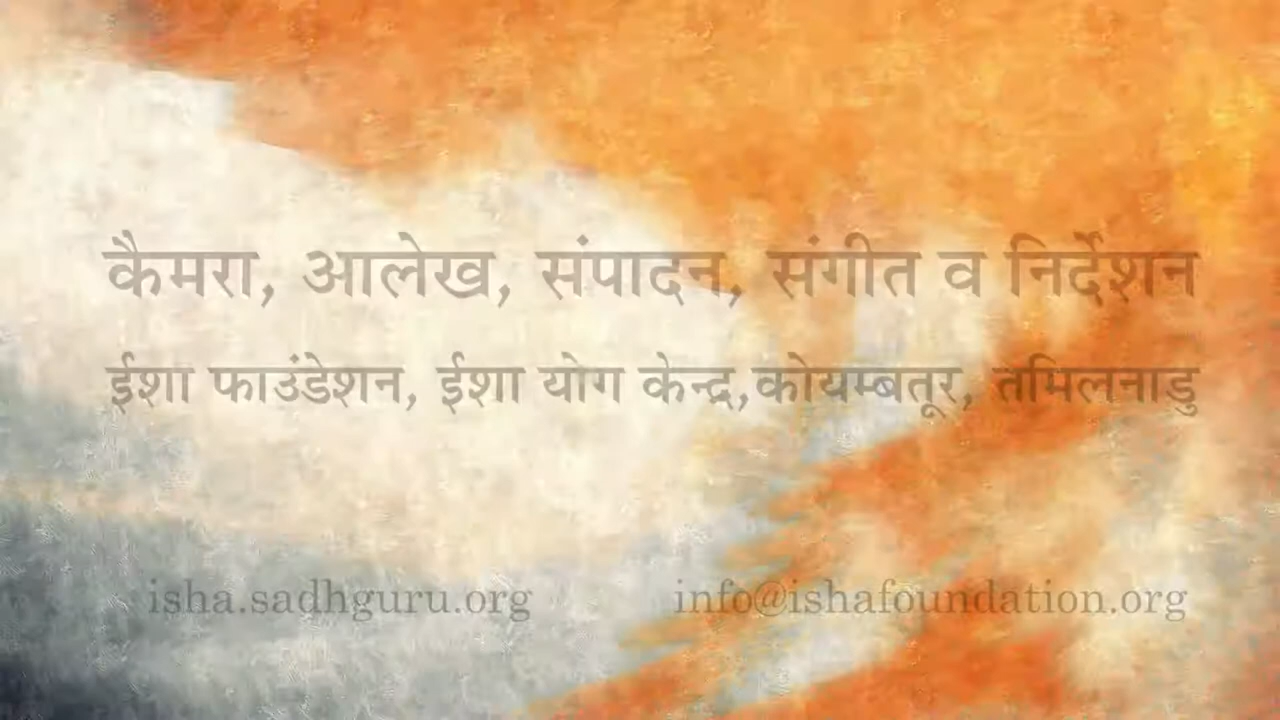 कैमरा, आलेख, संपादन, संगीत व निर्देशन
ईशा फाउंडेशन, ईशा योग केन्द्र,कोयम्बतूर, तमिलनाडु
isha.sadhguru.org info@ishafoundation.org